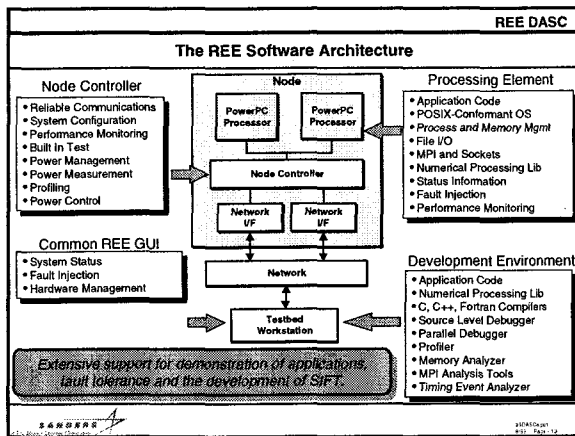 REE DASC
The REE Software Architecture
Node Controller
• Reliable Communications
• System Configuration
• Performance Monitoring
• Built In Test
• Power Management
• Power Measurement
• Profiling
• Power Control
Node
PowerPC
Processor
PowerPC
Processor
Node Controller
Network
I/F
Network
I/F
Network
Testbed
Workstation
Processing Element
• Application Code
• POSIX-Conformant OS
• Process and Memory Mgmt
• File I/O
• MPI and Sockets
• Numerical Processing Lib
• Status Information
• Fault Injection
• Performance Monitoring
Common REE GUI
• System Status
• Fault Injection
• Hardware Management
Development Environment
• Application Code
• Numerical Processing Lib
• C, C++, Fortran Compilers
• Source Level Debugger
• Parallel Debugger
• Profiler
• Memory Analyzer
• MPI Analysis Tools
• Timing Event Analyzer
Extensive support for demonstration of applications,
fault tolerance and the development of SIFT.
SANDERS